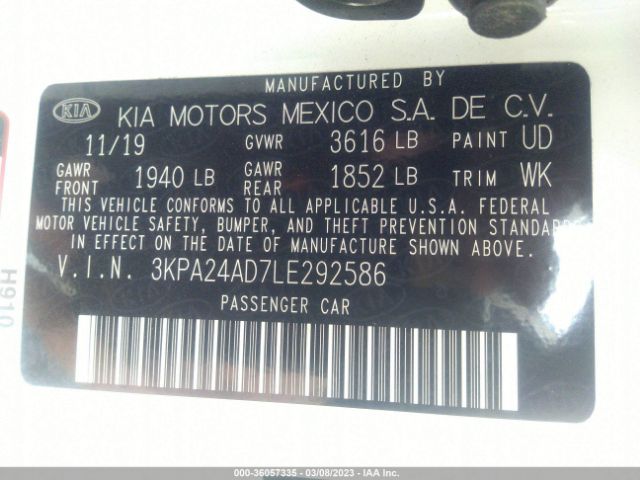 MANUFACTURED BY
KIA KIA MOTORS MEXICO S.A. DE C.V.
11/19 GVWR 3616 LB PAINT UD
GAWR FRONT 1940 LB GAWR REAR 1852 LB TRIM WK
THIS VEHICLE CONFORMS TO ALL APPLICABLE U.S.A. FEDERAL
MOTOR VEHICLE SAFETY, BUMPER, AND THEFT PREVENTION STANDARDS
IN EFFECT ON THE DATE OF MANUFACTURE SHOWN ABOVE.
V.I.N. 3KPA24AD7LE292586
PASSENGER CAR
H910
000-36057335 - 03/08/2023 - IAA Inc.